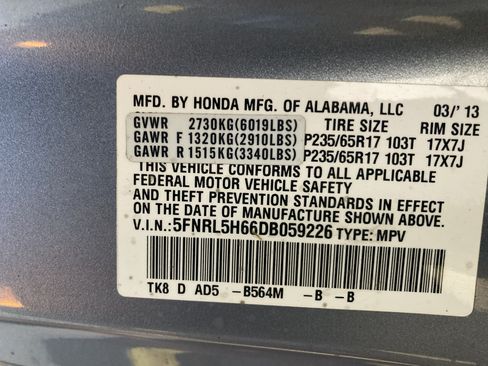 MFD. BY HONDA MFG. OF ALABAMA, LLC 03/'13
GVWR 2730KG(6019LBS) TIRE SIZE RIM SIZE
GAWR F 1320KG(2910LBS) P235/65R17 103T 17X7J
GAWR R 1515KG(3340LBS) P235/65R17 103T 17X7J
THIS VEHICLE CONFORMS TO ALL APPLICABLE
FEDERAL MOTOR VEHICLE SAFETY
AND THEFT PREVENTION STANDARDS IN EFFECT
ON THE DATE OF MANUFACTURE SHOWN ABOVE.
V.I.N.: 5FNRL5H66DB059226 TYPE: MPV
TK8 D AD5 -B564M -B -B